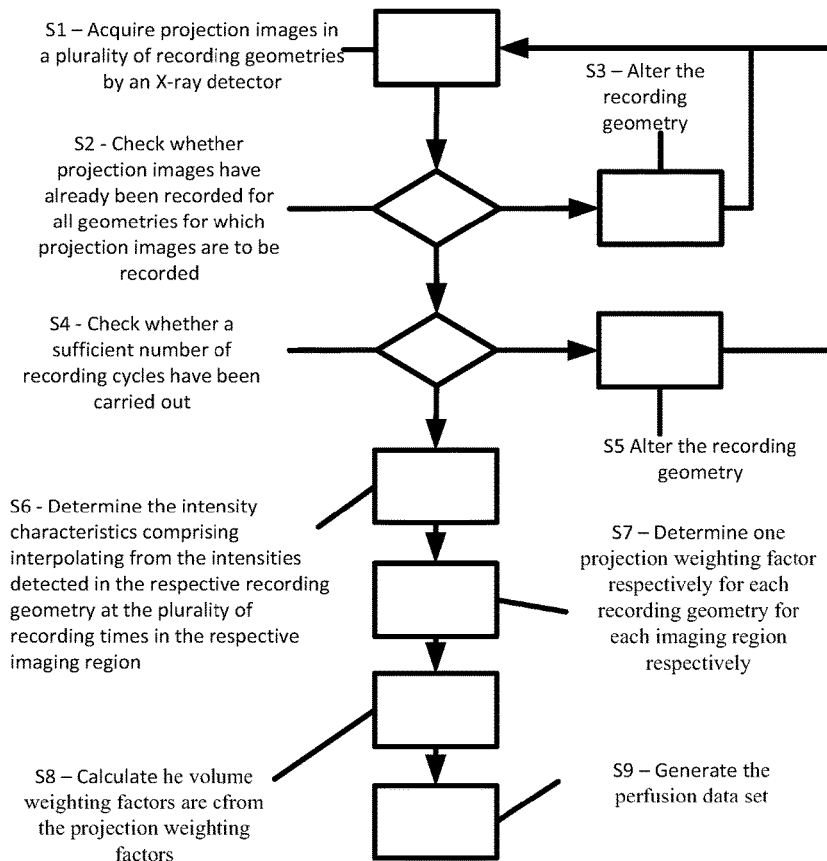 S1 – Acquire projection images in
a plurality of recording geometries
by an X-ray detector
S3 – Alter the
recording
geometry
S2 - Check whether
projection images have
already been recorded for
all geometries for which
projection images are to be
recorded
S4 - Check whether a
sufficient number of
recording cycles have been
carried out
S5 Alter the recording
geometry
S6 - Determine the intensity
characteristics comprising
interpolating from the intensities
detected in the respective recording
geometry at the plurality of
recording times in the respective
imaging region
S7 – Determine one
projection weighting factor
respectively for each
recording geometry for
each imaging region
respectively
S8 – Calculate he volume
weighting factors are cfrom
the projection weighting
factors
S9 – Generate the
perfusion data set